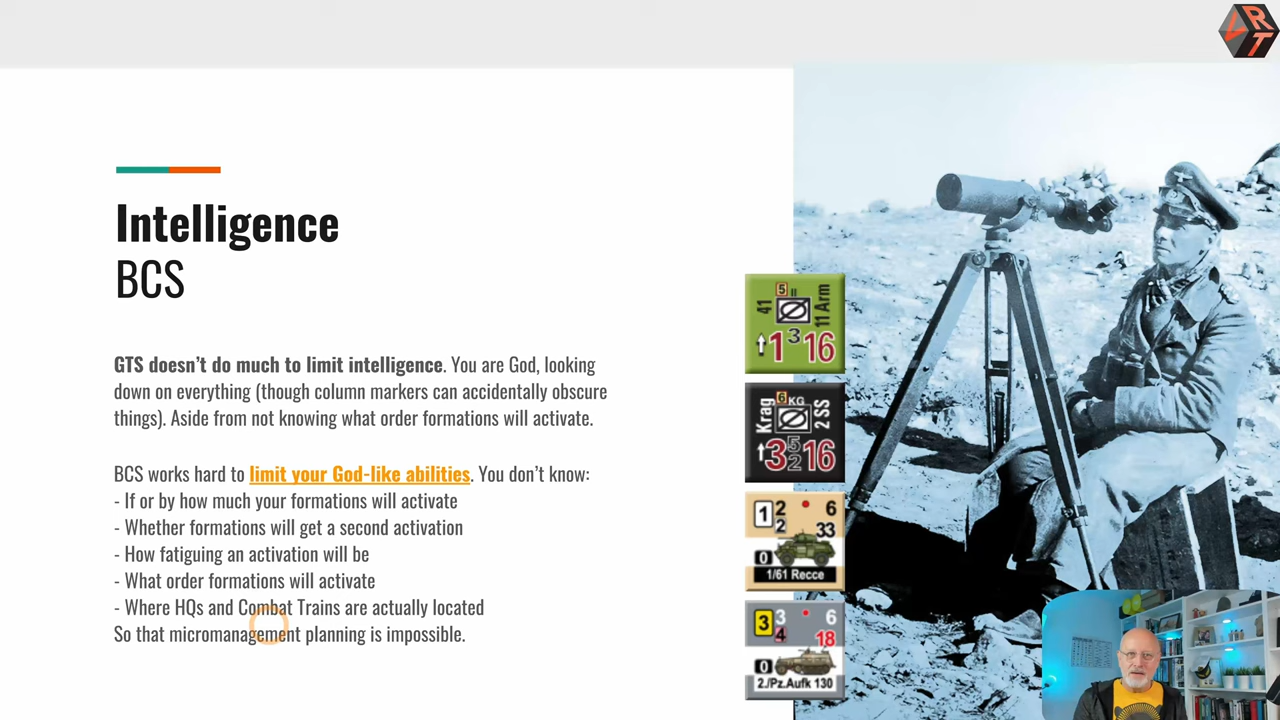 LRT
Intelligence
BCS
GTS doesn't do much to limit intelligence. You are God, looking
down on everything (though column markers can accidentally obscure
things). Aside from not knowing what order formations will activate.
BCS works hard to limit your God-like abilities. You don't know:
- If or by how much your formations will activate
- Whether formations will get a second activation
- How fatiguing an activation will be
- What order formations will activate
- Where HQs and Combat Trains are actually located
So that micromanagement planning is impossible.
41
5
II
11 Arm
1 3 16
Krag
6
KG
2 SS
3 5 2 16
1 2 2 6
33
0
1/61 Recce
3 3 4 6
18
0
2./Pz.Aufk 130